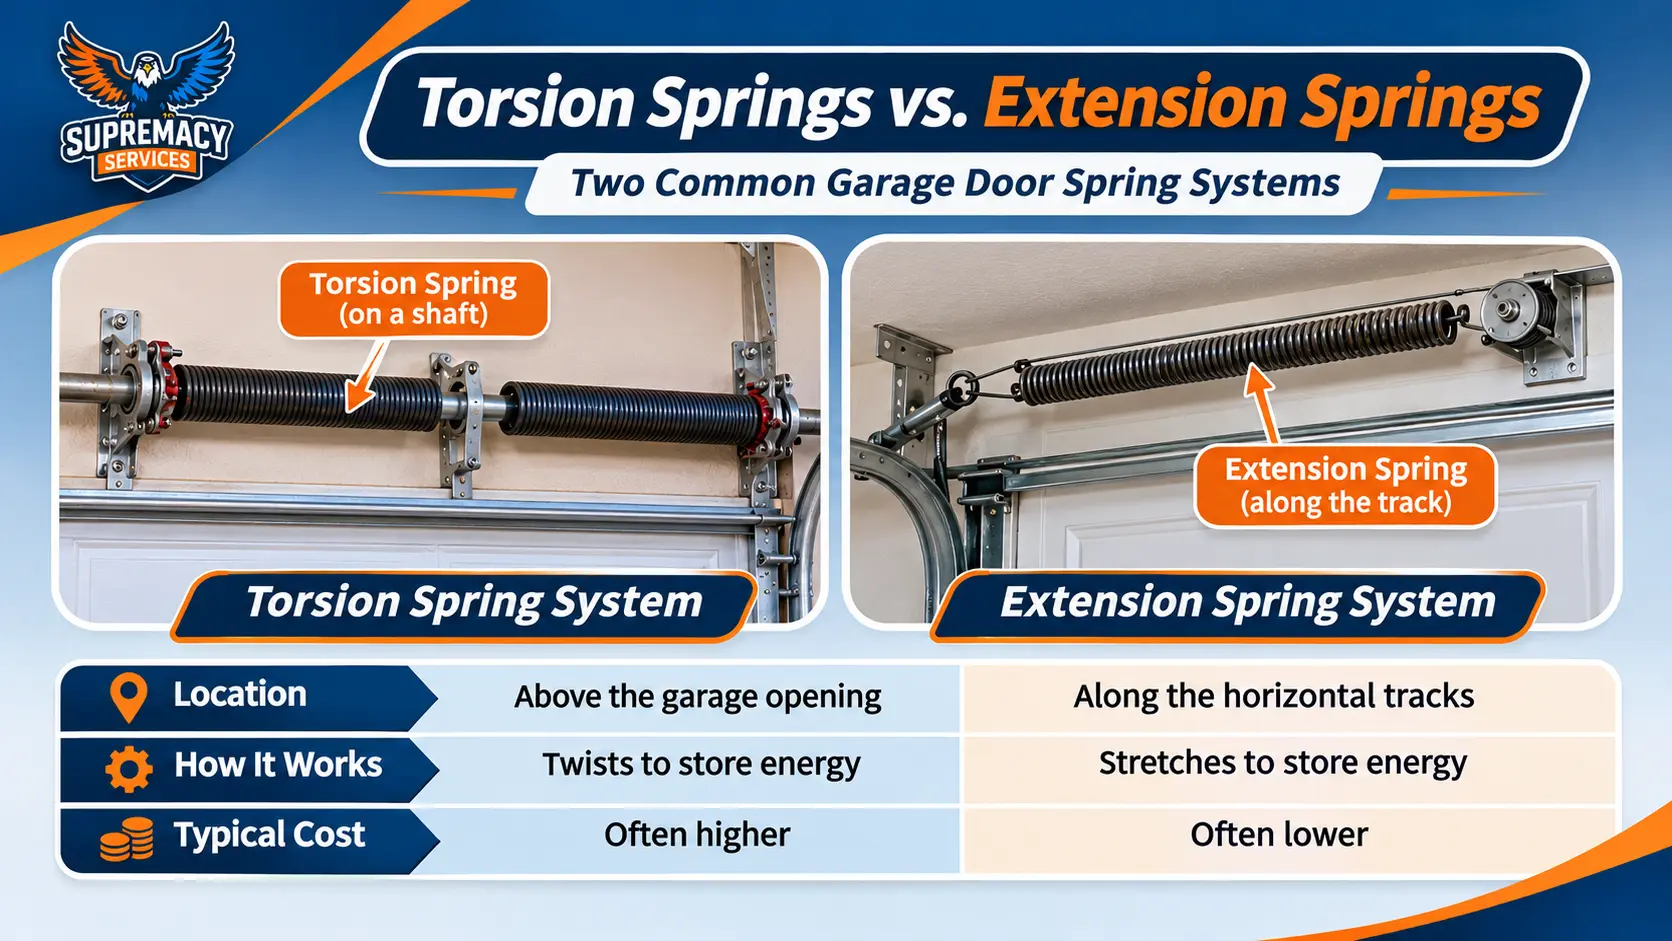 SUPREMACY
SERVICES
Torsion Springs vs. Extension Springs
Two Common Garage Door Spring Systems
Torsion Spring
(on a shaft)
Extension Spring
(along the track)
Torsion Spring System
Extension Spring System
Location
Above the garage opening
Along the horizontal tracks
How It Works
Twists to store energy
Stretches to store energy
Typical Cost
Often higher
Often lower